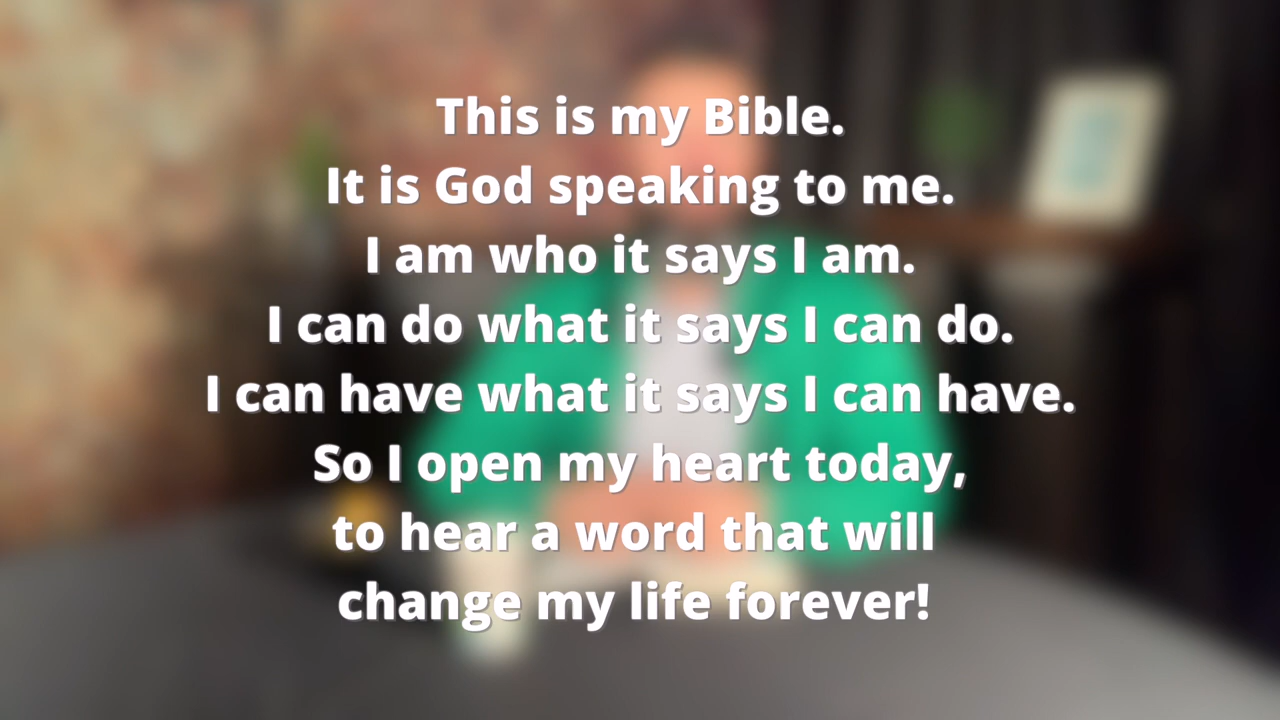 This is my Bible.
It is God speaking to me.
I am who it says I am.
I can do what it says I can do.
I can have what it says I can have.
So I open my heart today,
to hear a word that will
change my life forever!